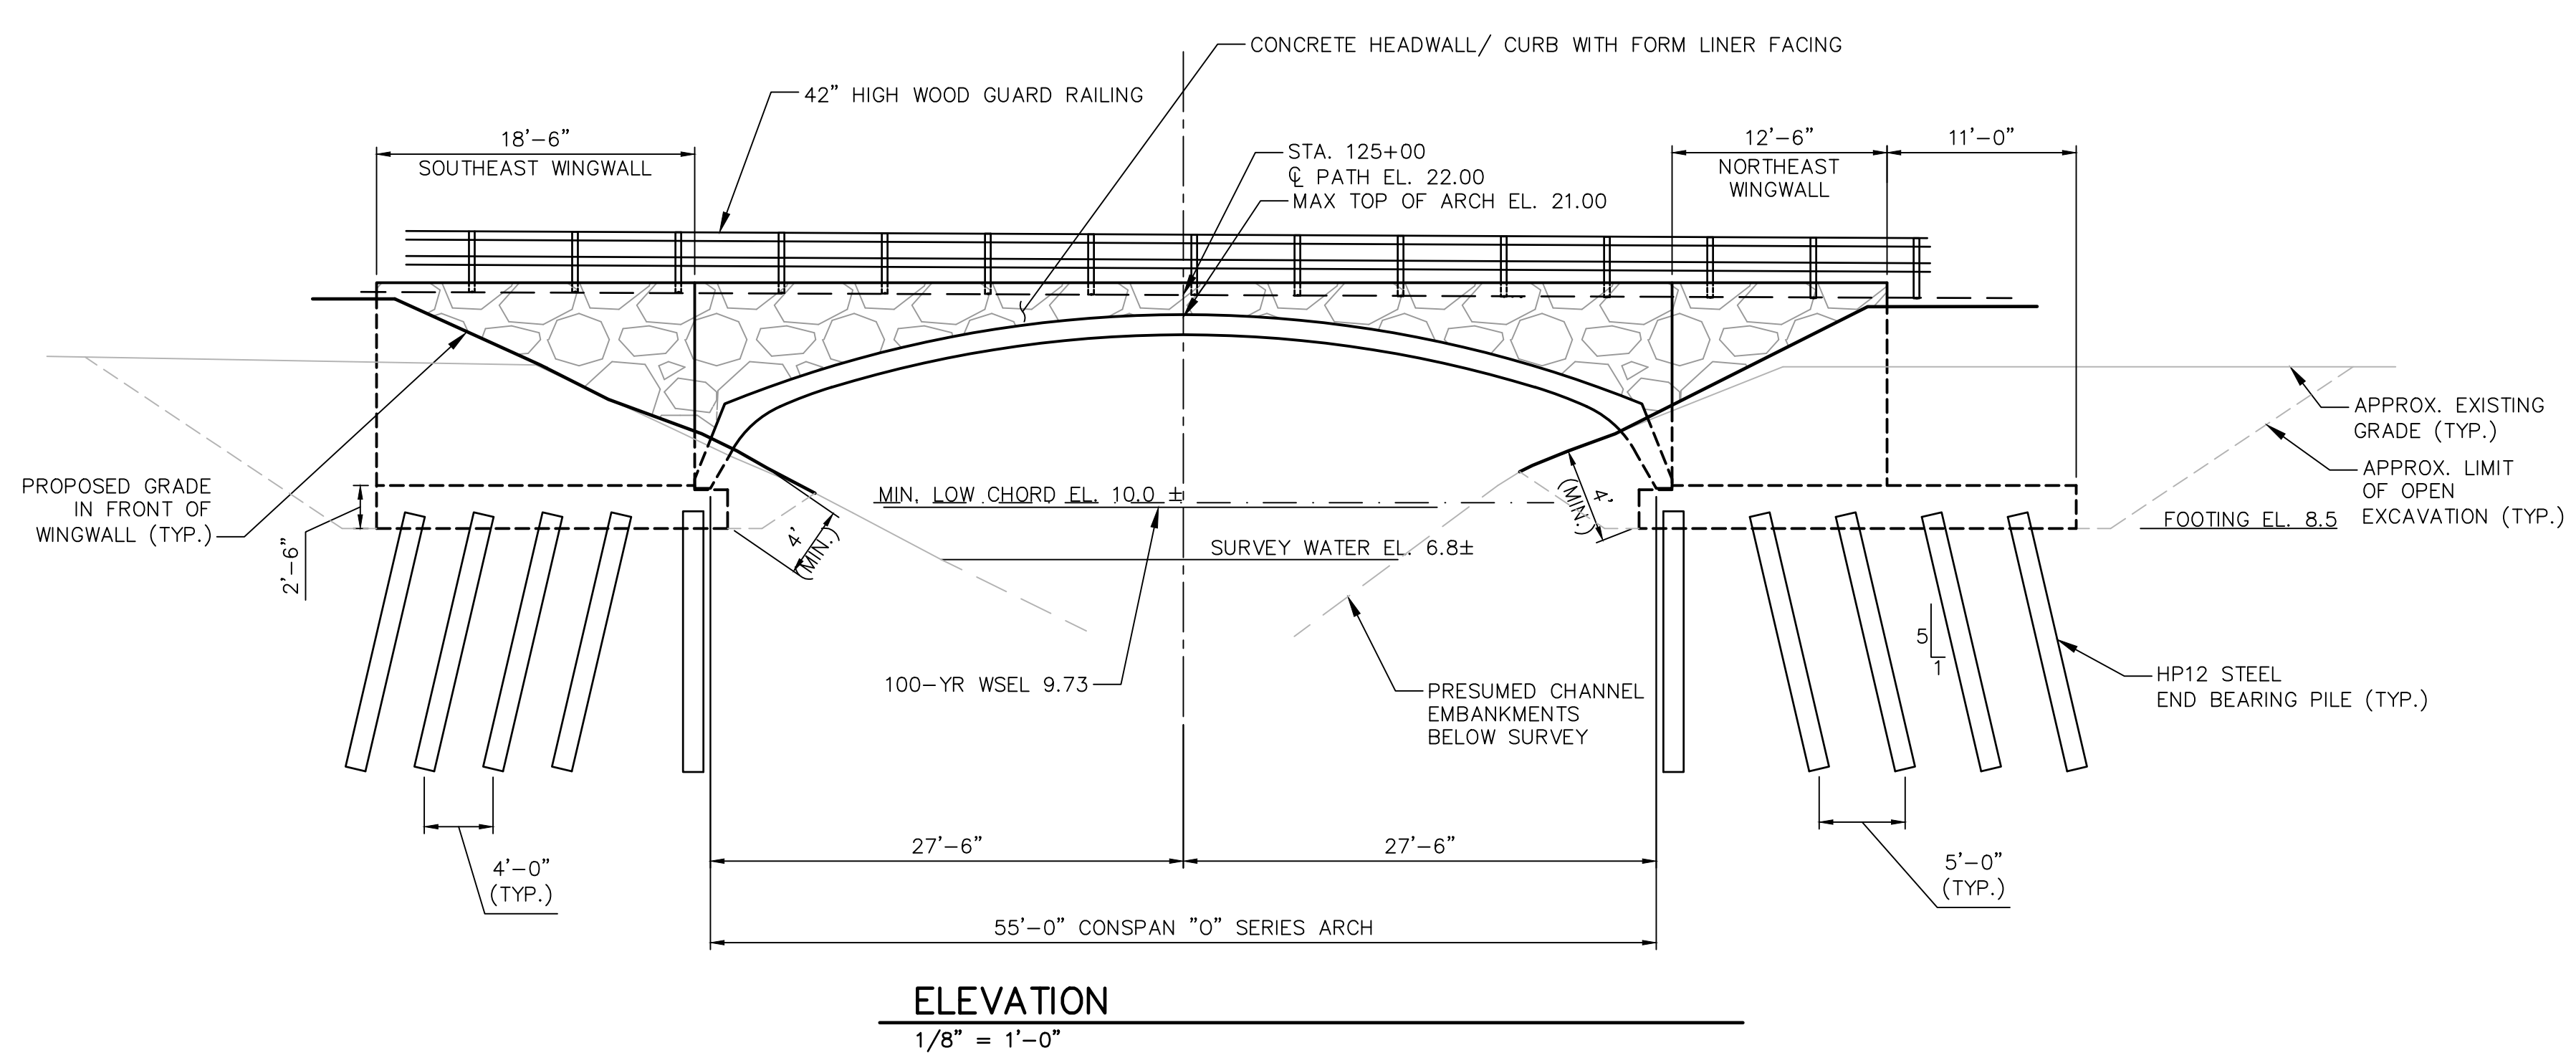 CONCRETE HEADWALL/ CURB WITH FORM LINER FACING
42" HIGH WOOD GUARD RAILING
18'-6"
SOUTHEAST WINGWALL
STA. 125+00
℄ PATH EL. 22.00
MAX TOP OF ARCH EL. 21.00
12'-6"
NORTHEAST
WINGWALL
11'-0"
APPROX. EXISTING
GRADE (TYP.)
APPROX. LIMIT
OF OPEN
EXCAVATION (TYP.)
PROPOSED GRADE
IN FRONT OF
WINGWALL (TYP.)
2'-6"
MIN. LOW CHORD EL. 10.0 ±
4'
(MIN.)
4'
(MIN.)
FOOTING EL. 8.5
SURVEY WATER EL. 6.8±
100-YR WSEL 9.73
PRESUMED CHANNEL
EMBANKMENTS
BELOW SURVEY
5
1
HP12 STEEL
END BEARING PILE (TYP.)
27'-6"
27'-6"
4'-0"
(TYP.)
5'-0"
(TYP.)
55'-0" CONSPAN "O" SERIES ARCH
ELEVATION
1/8" = 1'-0"